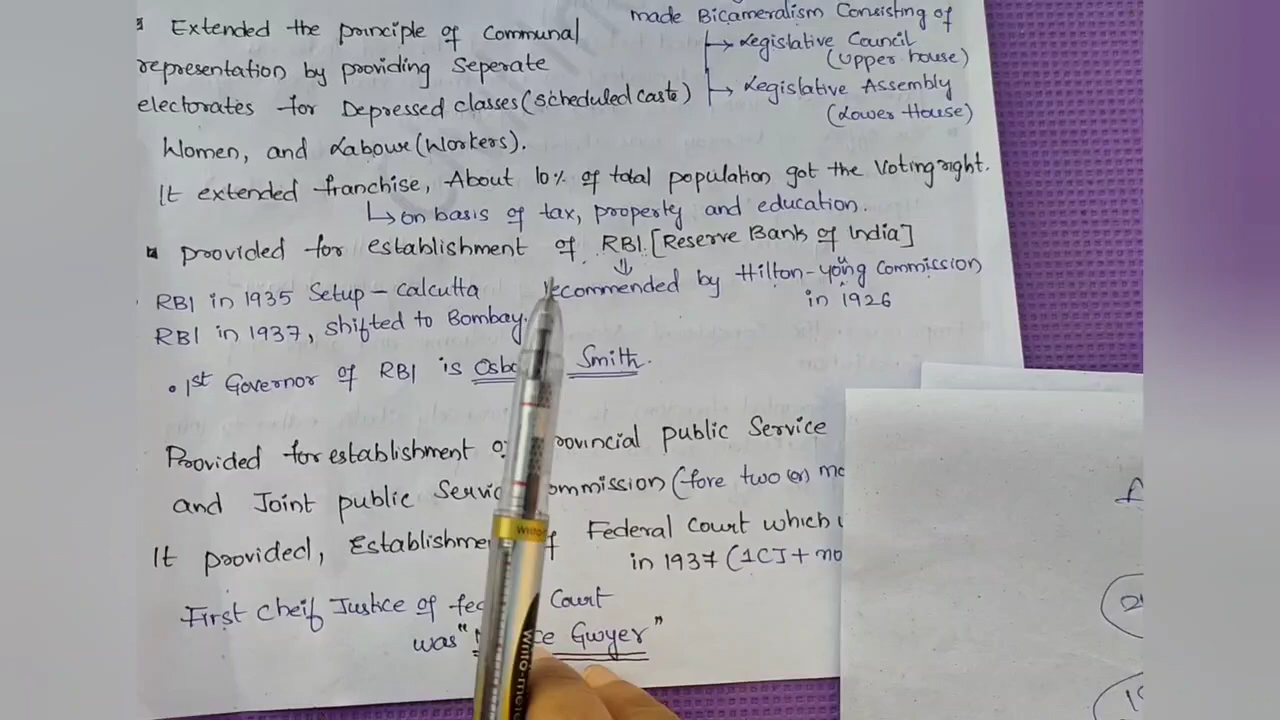 made Bicameralism Consisting of
→ Legislative Council
(Upper house)
→ Legislative Assembly
(Lower House)
Extended the principle of communal
representation by providing Seperate
electorates for Depressed classes (scheduled caste)
Women, and Labour (Workers).
It extended franchise, About 10% of total population got the Voting right.
↳ on basis of tax, property and education.
▪ provided for establishment of RBI. [Reserve Bank of India]
recommended by Hilton-young Commission
in 1926
RBI in 1935 Setup - Calcutta
RBI in 1937, shifted to Bombay.
• 1st Governor of RBI is Smith.
Provided for establishment Public Service
and Joint public (fore two (or)
It provided, Federal Court which
in 1937 (1CJ +
First Cheif Justice of Court
was " Gwyer"